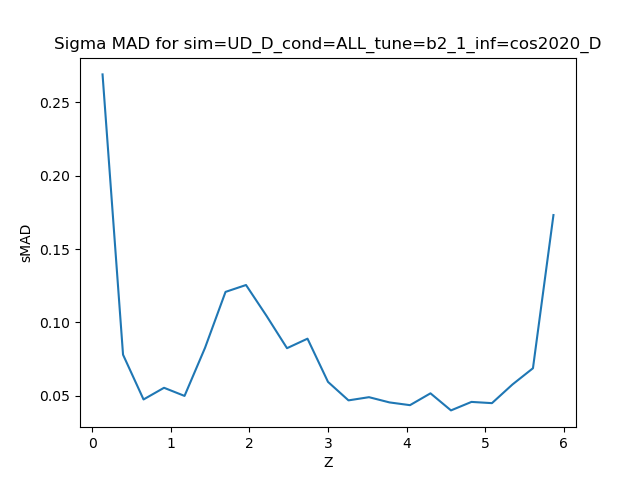 Sigma MAD for sim=UD_D_cond=ALL_tune=b2_1_inf=cos2020_D
0.25
0.20
0.15
0.10
0.05
sMAD
0 1 2 3 4 5 6
Z